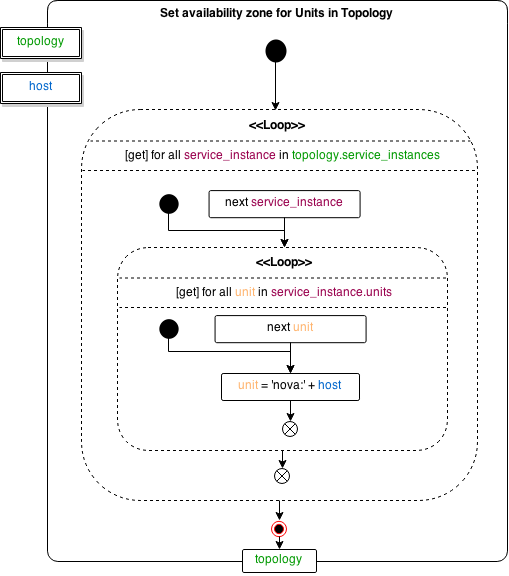 Set availability zone for Units in Topology
topology
host
<<Loop>>
[get] for all service_instance in topology.service_instances
next service_instance
<<Loop>>
[get] for all unit in service_instance.units
next unit
unit = 'nova:' + host
topology